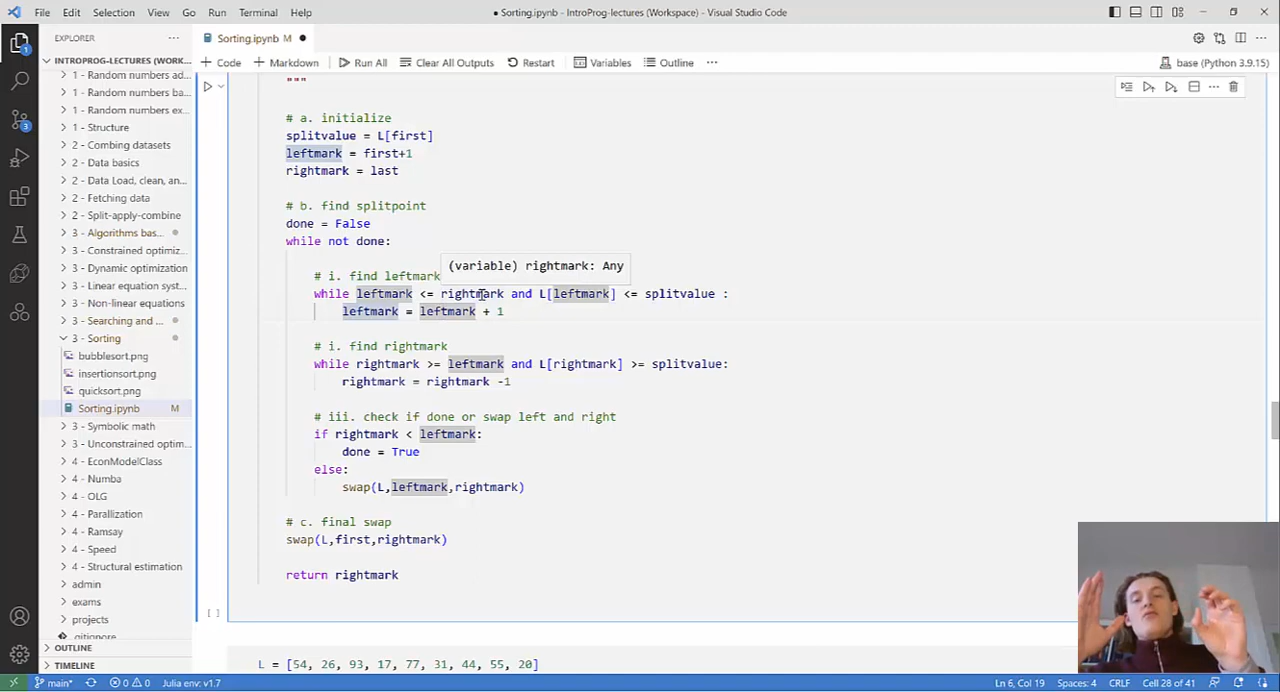 File Edit Selection View Go Run Terminal Help
● Sorting.ipynb - IntroProg-lectures (Workspace) - Visual Studio Code
EXPLORER ···
Sorting.ipynb M ●
INTROPROG-LECTURES (WORK...
+ Code + Markdown Run All Clear All Outputs Restart Variables Outline ···
base (Python 3.9.15)
1 - Random numbers ad...
1 - Random numbers ba...
1 - Random numbers ex...
1 - Structure
2 - Combing datasets
2 - Data basics
2 - Data Load, clean, an...
2 - Fetching data
2 - Split-apply-combine
3 - Algorithms bas...
3 - Constrained optimiz...
3 - Dynamic optimization
3 - Linear equation syst...
3 - Non-linear equations
3 - Searching and ...
3 - Sorting
bubblesort.png
insertionsort.png
quicksort.png
Sorting.ipynb M
3 - Symbolic math
3 - Unconstrained optim...
4 - EconModelClass
4 - Numba
4 - OLG
4 - Parallization
4 - Ramsay
4 - Speed
4 - Structural estimation
admin
exams
projects
.gitignore
OUTLINE
TIMELINE
"""
# a. initialize
splitvalue = L[first]
leftmark = first+1
rightmark = last
# b. find splitpoint
done = False
while not done:
(variable) rightmark: Any
# i. find leftmark
while leftmark <= rightmark and L[leftmark] <= splitvalue :
leftmark = leftmark + 1
# i. find rightmark
while rightmark >= leftmark and L[rightmark] >= splitvalue:
rightmark = rightmark -1
# iii. check if done or swap left and right
if rightmark < leftmark:
done = True
else:
swap(L,leftmark,rightmark)
# c. final swap
swap(L,first,rightmark)
return rightmark
[ ]
L = [54, 26, 93, 17, 77, 31, 44, 55, 20]
main* 0 0 Julia env: v1.7
Ln 6, Col 19 Spaces: 4 CRLF Cell 28 of 41